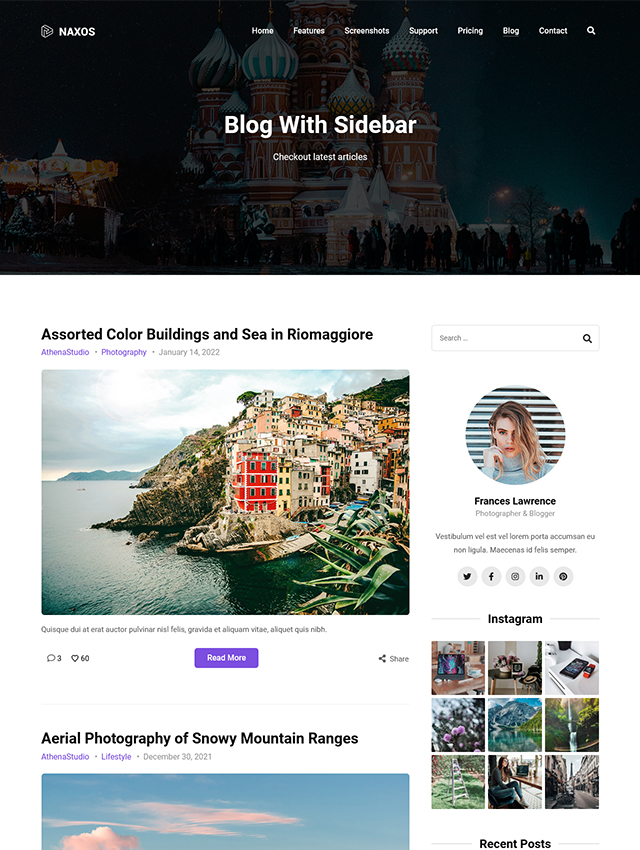 NAXOS
Home Features Screenshots Support Pricing Blog Contact
Blog With Sidebar
Checkout latest articles
Assorted Color Buildings and Sea in Riomaggiore
AthenaStudio • Photography • January 14, 2022
Quisque dui at erat auctor pulvinar nisl felis, gravida et aliquam vitae, aliquet quis nibh.
3 60 Read More Share
Aerial Photography of Snowy Mountain Ranges
AthenaStudio • Lifestyle • December 30, 2021
Search ...
Frances Lawrence
Photographer & Blogger
Vestibulum vel est vel lorem porta accumsan eu
non ligula. Maecenas id felis semper.
Instagram
Recent Posts